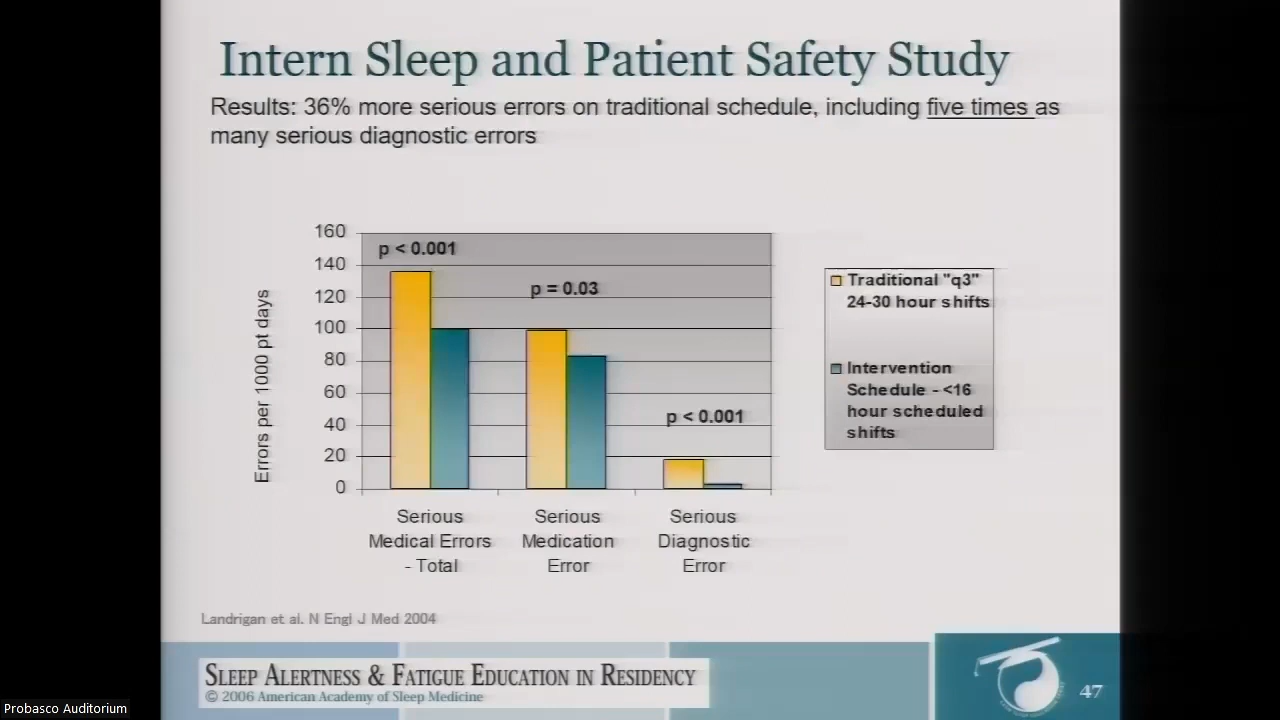 Intern Sleep and Patient Safety Study
Results: 36% more serious errors on traditional schedule, including five times as
many serious diagnostic errors
160
140
120
100
80
60
40
20
0
Errors per 1000 pt days
p < 0.001
p = 0.03
p < 0.001
Serious
Medical Errors
- Total
Serious
Medication
Error
Serious
Diagnostic
Error
Traditional "q3"
24-30 hour shifts
Intervention
Schedule - <16
hour scheduled
shifts
Landrigan et al. N Engl J Med 2004
SLEEP ALERTNESS & FATIGUE EDUCATION IN RESIDENCY
© 2006 American Academy of Sleep Medicine
47
Probasco Auditorium